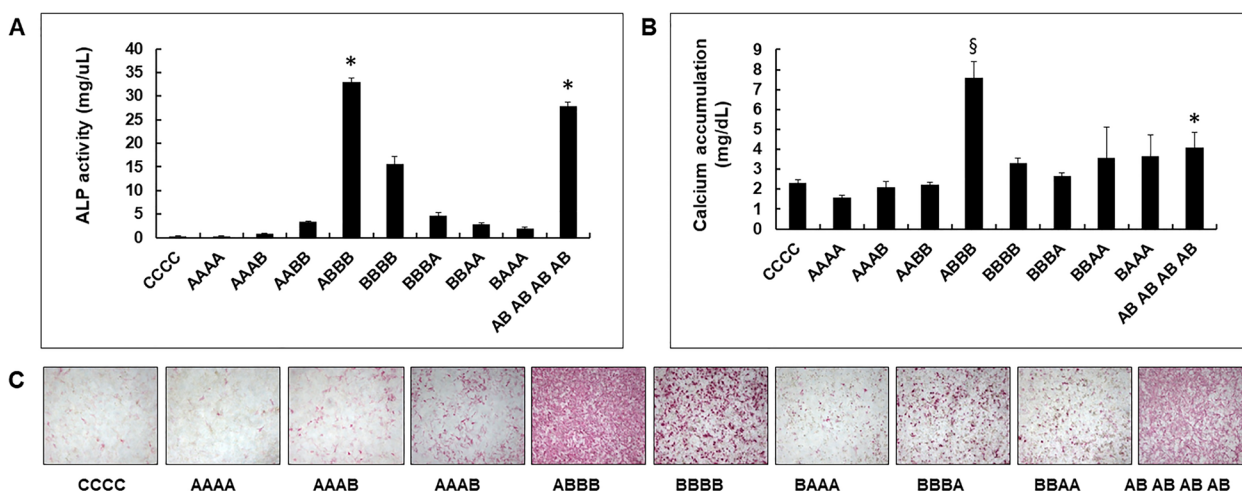 A
ALP activity (mg/uL)
40
35
30
25
20
15
10
5
0
*
*
CCCC
AAAA
AAAB
AABB
ABBB
BBBB
BBBA
BBAA
BAAA
AB AB AB AB
B
Calcium accumulation
(mg/dL)
9
8
7
6
5
4
3
2
1
0
§
*
CCCC
AAAA
AAAB
AABB
ABBB
BBBB
BBBA
BBAA
BAAA
AB AB AB AB
C
CCCC AAAA AAAB AAAB ABBB BBBB BAAA BBBA BBAA AB AB AB AB